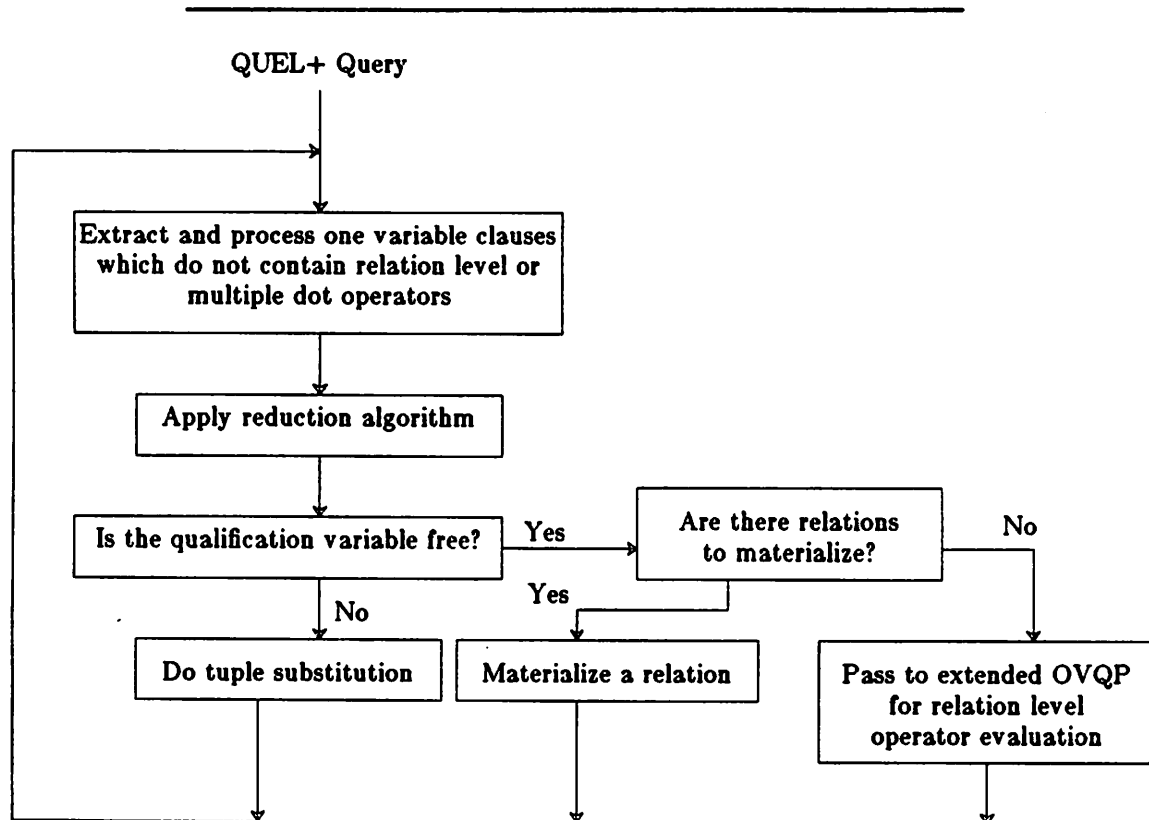 QUEL+ Query
Extract and process one variable clauses
which do not contain relation level or
multiple dot operators
Apply reduction algorithm
Is the qualification variable free?
Yes
Are there relations
to materialize?
No
Yes
No
Do tuple substitution
Materialize a relation
Pass to extended OVQP
for relation level
operator evaluation